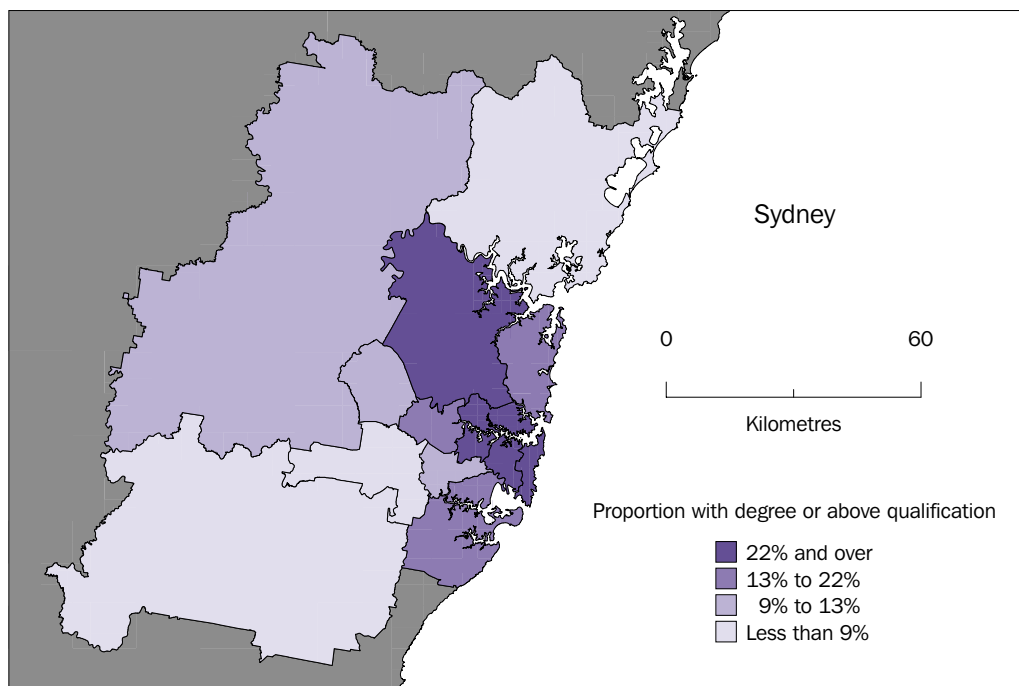 Sydney
0 60
Kilometres
Proportion with degree or above qualification
22% and over
13% to 22%
9% to 13%
Less than 9%